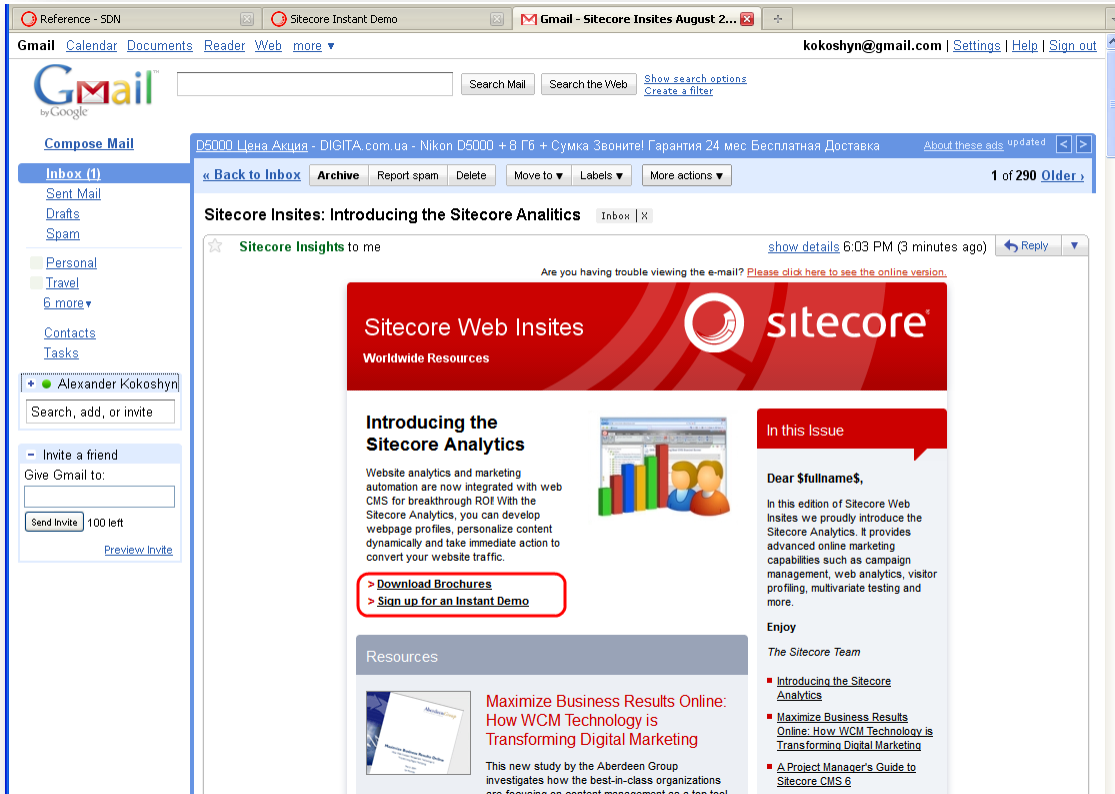 Reference - SDN
Sitecore Instant Demo
Gmail - Sitecore Insites August 2...
Gmail Calendar Documents Reader Web more ▼
kokoshyn@gmail.com | Settings | Help | Sign out
Gmail™
by Google
Search Mail
Search the Web
Show search options
Create a filter
Compose Mail
Inbox (1)
Sent Mail
Drafts
Spam
Personal
Travel
6 more▼
Contacts
Tasks
+ Alexander Kokoshyn
Search, add, or invite
− Invite a friend
Give Gmail to:
Send Invite 100 left
Preview Invite
D5000 Цена Акция - DIGITA.com.ua - Nikon D5000 + 8 Гб + Сумка Звоните! Гарантия 24 мес Бесплатная Доставка
About these ads updated < >
« Back to Inbox Archive Report spam Delete Move to ▼ Labels ▼ More actions ▼ 1 of 290 Older ›
Sitecore Insites: Introducing the Sitecore Analitics Inbox | X
Sitecore Insights to me show details 6:03 PM (3 minutes ago) Reply ▼
Are you having trouble viewing the e-mail? Please click here to see the online version.
Sitecore Web Insites
Worldwide Resources
sitecore
Introducing the
Sitecore Analytics
Website analytics and marketing
automation are now integrated with web
CMS for breakthrough ROI! With the
Sitecore Analytics, you can develop
webpage profiles, personalize content
dynamically and take immediate action to
convert your website traffic.
> Download Brochures
> Sign up for an Instant Demo
Resources
AberdeenGroup
Maximize Business Results Online
Maximize Business Results Online:
How WCM Technology is
Transforming Digital Marketing
This new study by the Aberdeen Group
investigates how the best-in-class organizations
are focusing on content management as a top tool
In this Issue
Dear $fullname$,
In this edition of Sitecore Web
Insites we proudly introduce the
Sitecore Analytics. It provides
advanced online marketing
capabilities such as campaign
management, web analytics, visitor
profiling, multivariate testing and
more.
Enjoy
The Sitecore Team
Introducing the Sitecore
Analytics
Maximize Business Results
Online: How WCM Technology is
Transforming Digital Marketing
A Project Manager's Guide to
Sitecore CMS 6